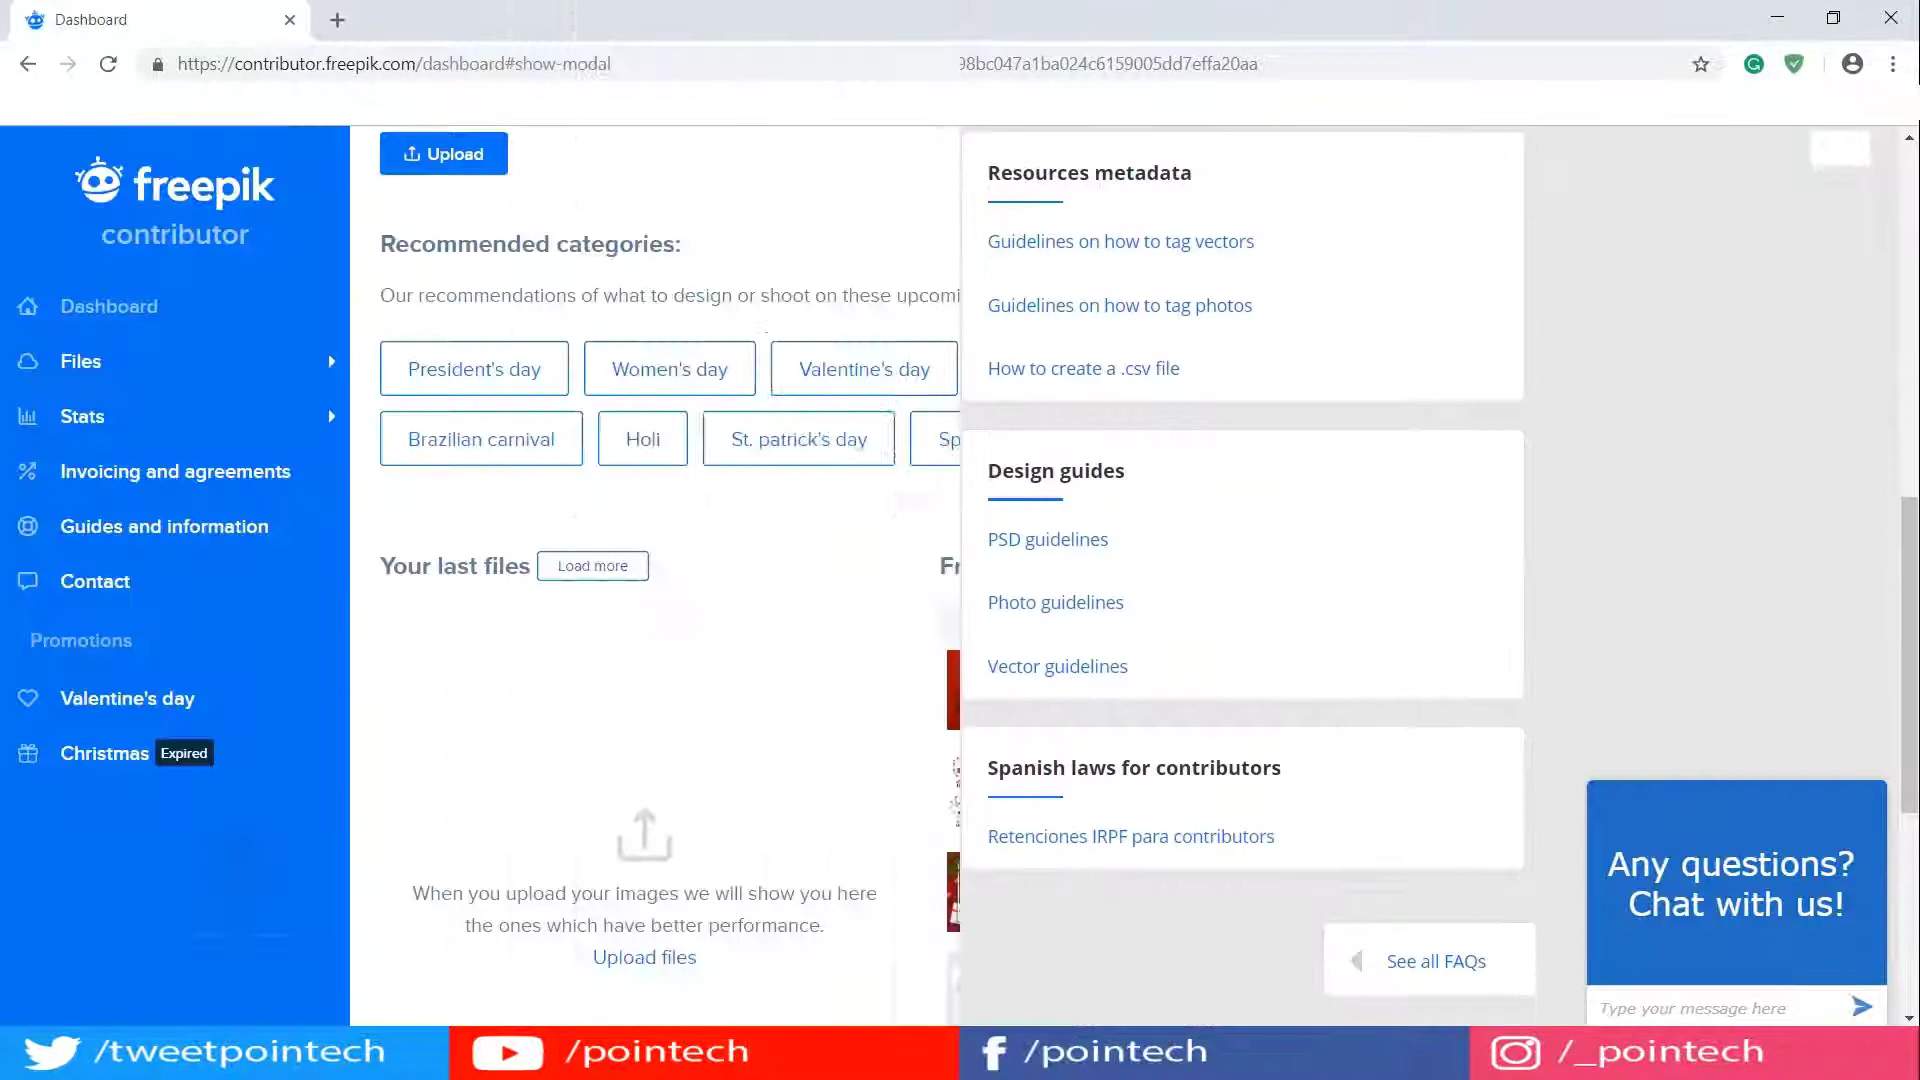 Dashboard
https://contributor.freepik.com/dashboard#show-modal
98bc047a1ba024c6159005dd7effa20aa
freepik
contributor
Dashboard
Files
Stats
Invoicing and agreements
Guides and information
Contact
Promotions
Valentine's day
Christmas Expired
Upload
Recommended categories:
Our recommendations of what to design or shoot on these upcomi
President's day
Women's day
Valentine's day
Brazilian carnival
Holi
St. patrick's day
Sp
Your last files
Load more
Fr
When you upload your images we will show you here
the ones which have better performance.
Upload files
Resources metadata
Guidelines on how to tag vectors
Guidelines on how to tag photos
How to create a .csv file
Design guides
PSD guidelines
Photo guidelines
Vector guidelines
Spanish laws for contributors
Retenciones IRPF para contributors
See all FAQs
Any questions?
Chat with us!
Type your message here
/tweetpointech
/pointech
/pointech
/_pointech